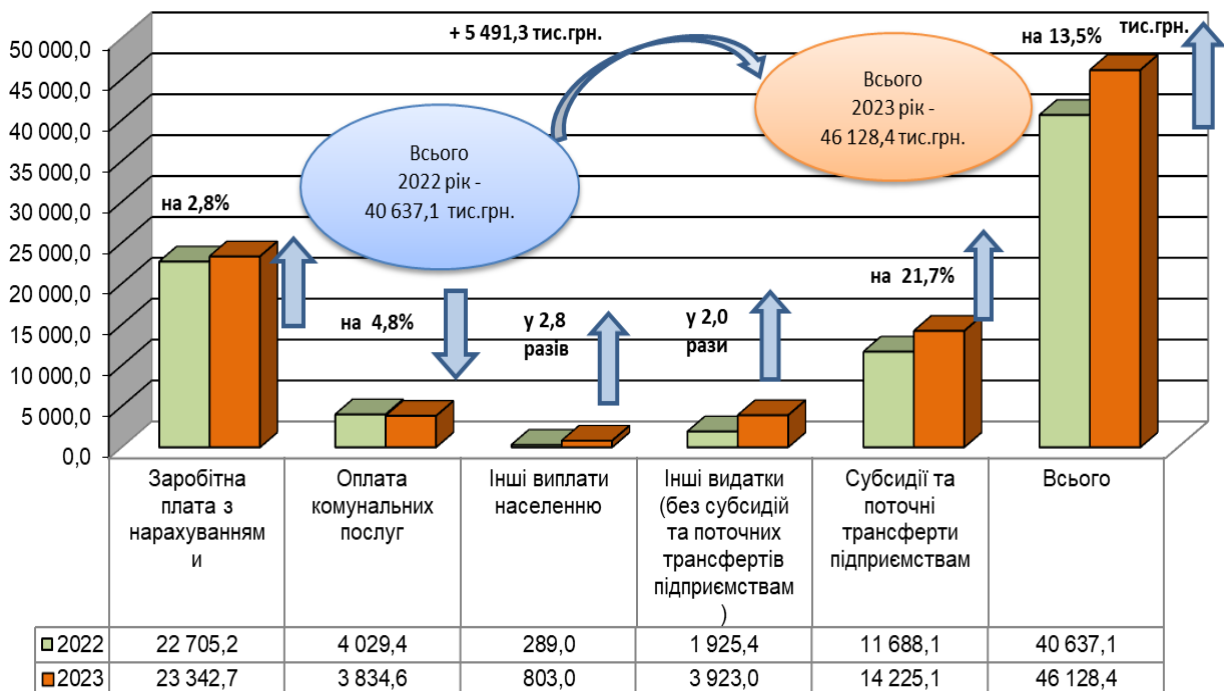 + 5 491,3 тис.грн.
на 13,5%
тис.грн.
50 000,0
45 000,0
40 000,0
35 000,0
30 000,0
25 000,0
20 000,0
15 000,0
10 000,0
5 000,0
0,0
Всього
2022 рік -
40 637,1 тис.грн.
Всього
2023 рік -
46 128,4 тис.грн.
на 2,8%
на 4,8%
у 2,8
разів
у 2,0
рази
на 21,7%
Заробітна
плата з
нарахуванням
и
Оплата
комунальних
послуг
Інші виплати
населенню
Інші видатки
(без субсидій
та поточних
трансфертів
підприємствам
)
Субсидії та
поточні
трансферти
підприємствам
Всього
2022 22 705,2 4 029,4 289,0 1 925,4 11 688,1 40 637,1
2023 23 342,7 3 834,6 803,0 3 923,0 14 225,1 46 128,4